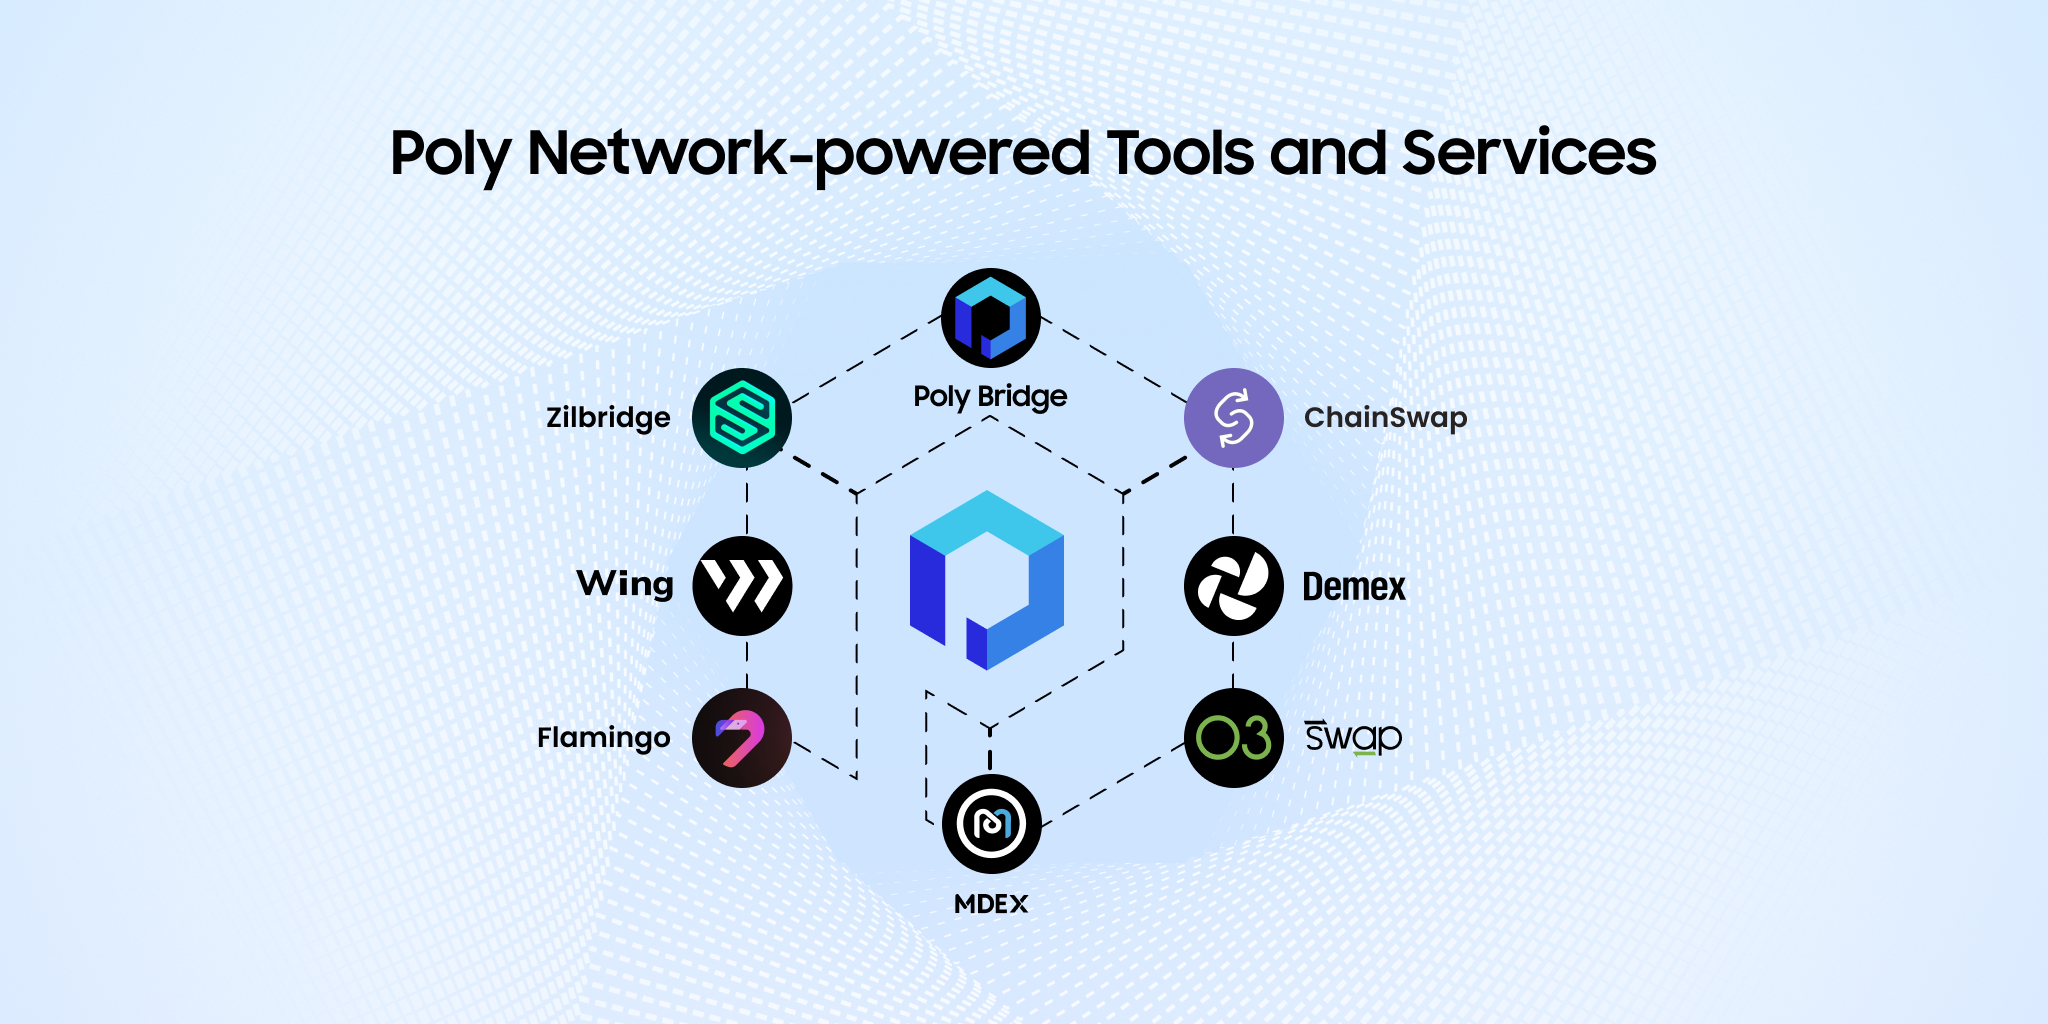 Poly Network-powered Tools and Services
Poly Bridge
Zilbridge
ChainSwap
Wing
Demex
Flamingo
O3 swap
MDEX